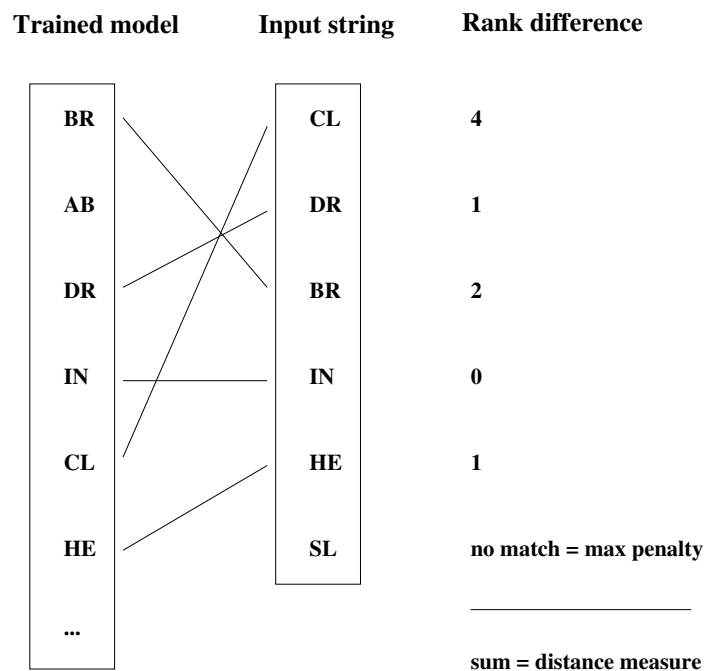 Trained model Input string Rank difference
BR CL 4
AB DR 1
DR BR 2
IN IN 0
CL HE 1
HE SL no match = max penalty
...
sum = distance measure